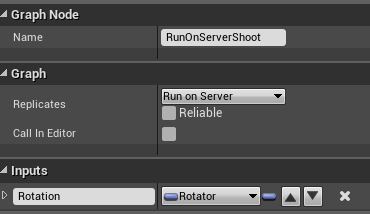 Graph Node
Name RunOnServerShoot
Graph
Replicates Run on Server
Reliable
Call In Editor
Inputs
Rotation Rotator